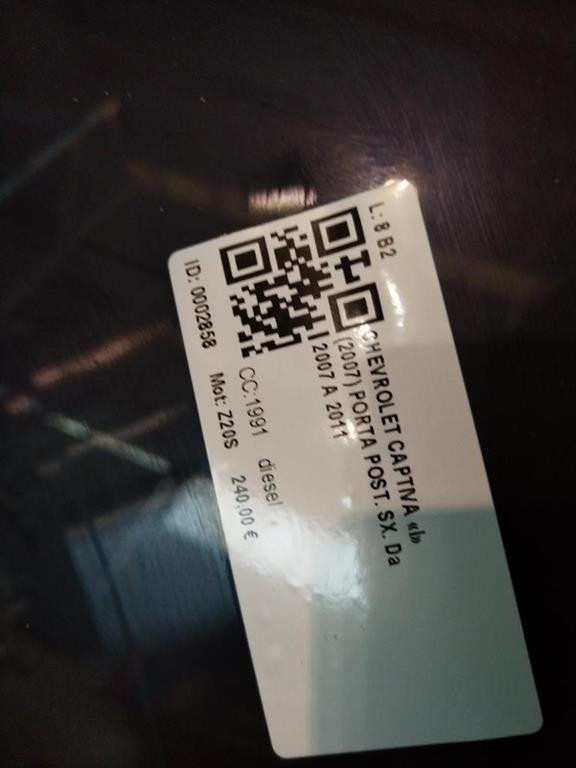 L: 8 B2
CHEVROLET CAPTIVA «I»
(2007) PORTA POST. SX. Da
2007 A 2011
CC:1991 diesel
Mot: Z20S 240,00 €
ID: 0002858